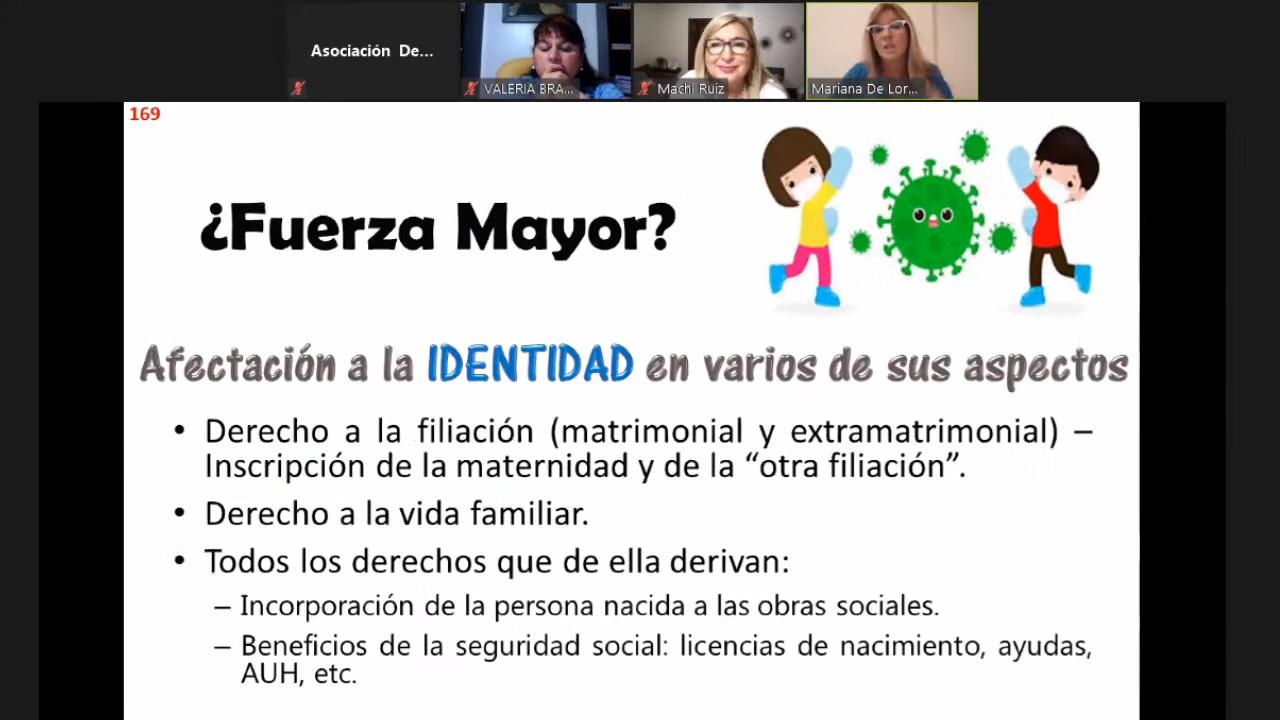 Asociación De...
VALERIA BRA...
Machi Ruiz
Mariana De Lor...
169
¿Fuerza Mayor?
Afectación a la IDENTIDAD en varios de sus aspectos
• Derecho a la filiación (matrimonial y extramatrimonial) –
Inscripción de la maternidad y de la “otra filiación”.
• Derecho a la vida familiar.
• Todos los derechos que de ella derivan:
– Incorporación de la persona nacida a las obras sociales.
– Beneficios de la seguridad social: licencias de nacimiento, ayudas,
AUH, etc.